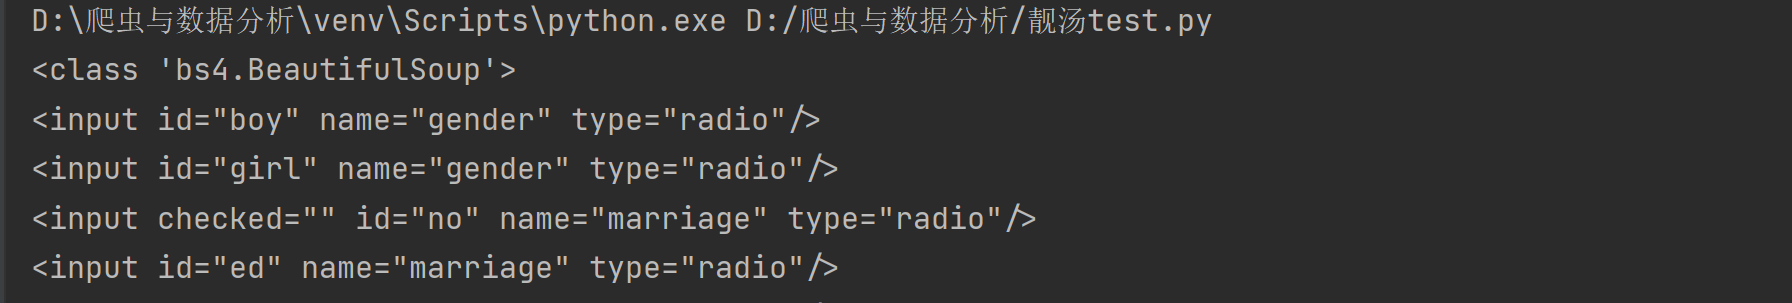 D:\爬虫与数据分析\venv\Scripts\python.exe D:/爬虫与数据分析/靓汤test.py
<class 'bs4.BeautifulSoup'>
<input id="boy" name="gender" type="radio"/>
<input id="girl" name="gender" type="radio"/>
<input checked="" id="no" name="marriage" type="radio"/>
<input id="ed" name="marriage" type="radio"/>